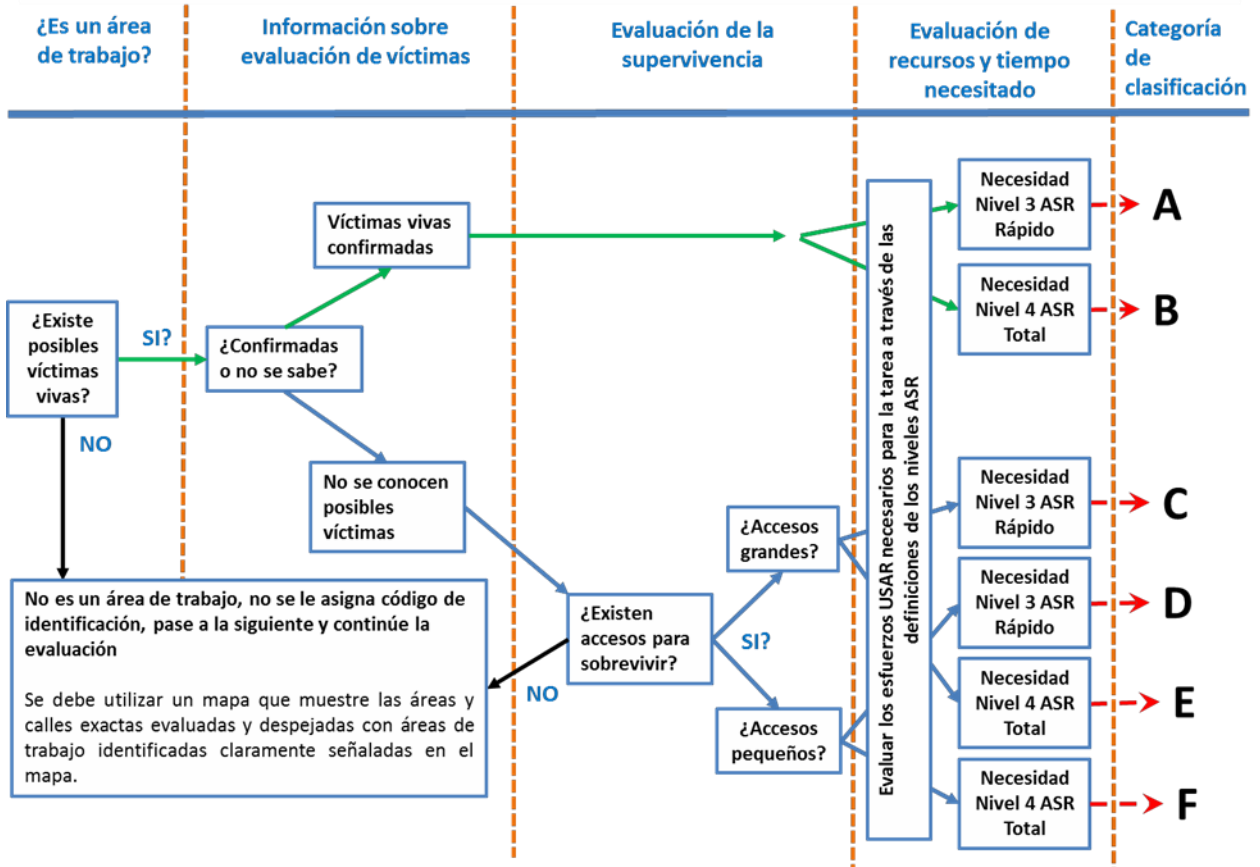 ¿Es un área
de trabajo?
Información sobre
evaluación de víctimas
Evaluación de la
supervivencia
Evaluación de
recursos y tiempo
necesitado
Categoría
de
clasificación
¿Existe
posibles
víctimas
vivas?
SI?
NO
¿Confirmadas
o no se sabe?
Víctimas vivas
confirmadas
No se conocen
posibles
víctimas
No es un área de trabajo, no se le asigna código de
identificación, pase a la siguiente y continúe la
evaluación
Se debe utilizar un mapa que muestre las áreas y
calles exactas evaluadas y despejadas con áreas de
trabajo identificadas claramente señaladas en el
mapa.
¿Existen
accesos para
sobrevivir?
NO
SI?
¿Accesos
grandes?
¿Accesos
pequeños?
Evaluar los esfuerzos USAR necesarios para la tarea a través de las
definiciones de los niveles ASR
Necesidad
Nivel 3 ASR
Rápido
A
Necesidad
Nivel 4 ASR
Total
B
Necesidad
Nivel 3 ASR
Rápido
C
Necesidad
Nivel 3 ASR
Rápido
D
Necesidad
Nivel 4 ASR
Total
E
Necesidad
Nivel 4 ASR
Total
F